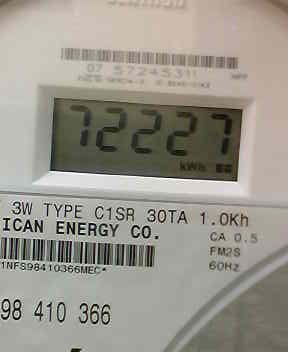 07 57245311
72227
kWh
3W TYPE C1SR 30TA 1.0Kh
ICAN ENERGY CO.
CA 0.5
FM2S
1NFS98410366MEC*
60Hz
98 410 366